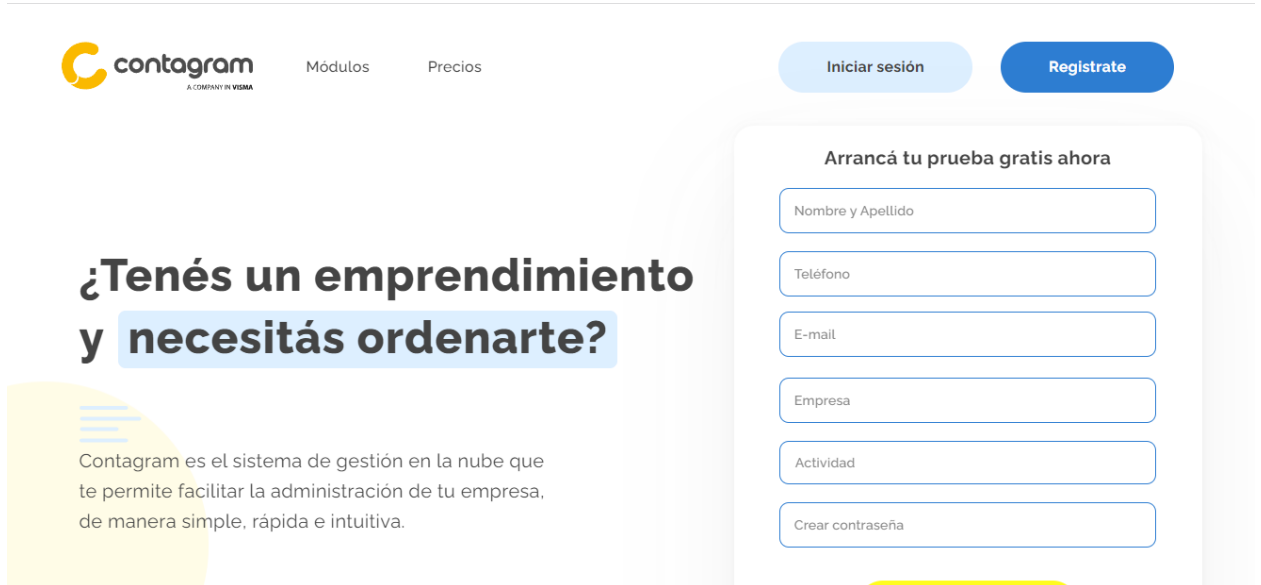 contagram
A COMPANY IN VISMA
Módulos
Precios
Iniciar sesión
Registrate
¿Tenés un emprendimiento
y necesitás ordenarte?
Contagram es el sistema de gestión en la nube que
te permite facilitar la administración de tu empresa,
de manera simple, rápida e intuitiva.
Arrancá tu prueba gratis ahora
Nombre y Apellido
Teléfono
E-mail
Empresa
Actividad
Crear contraseña